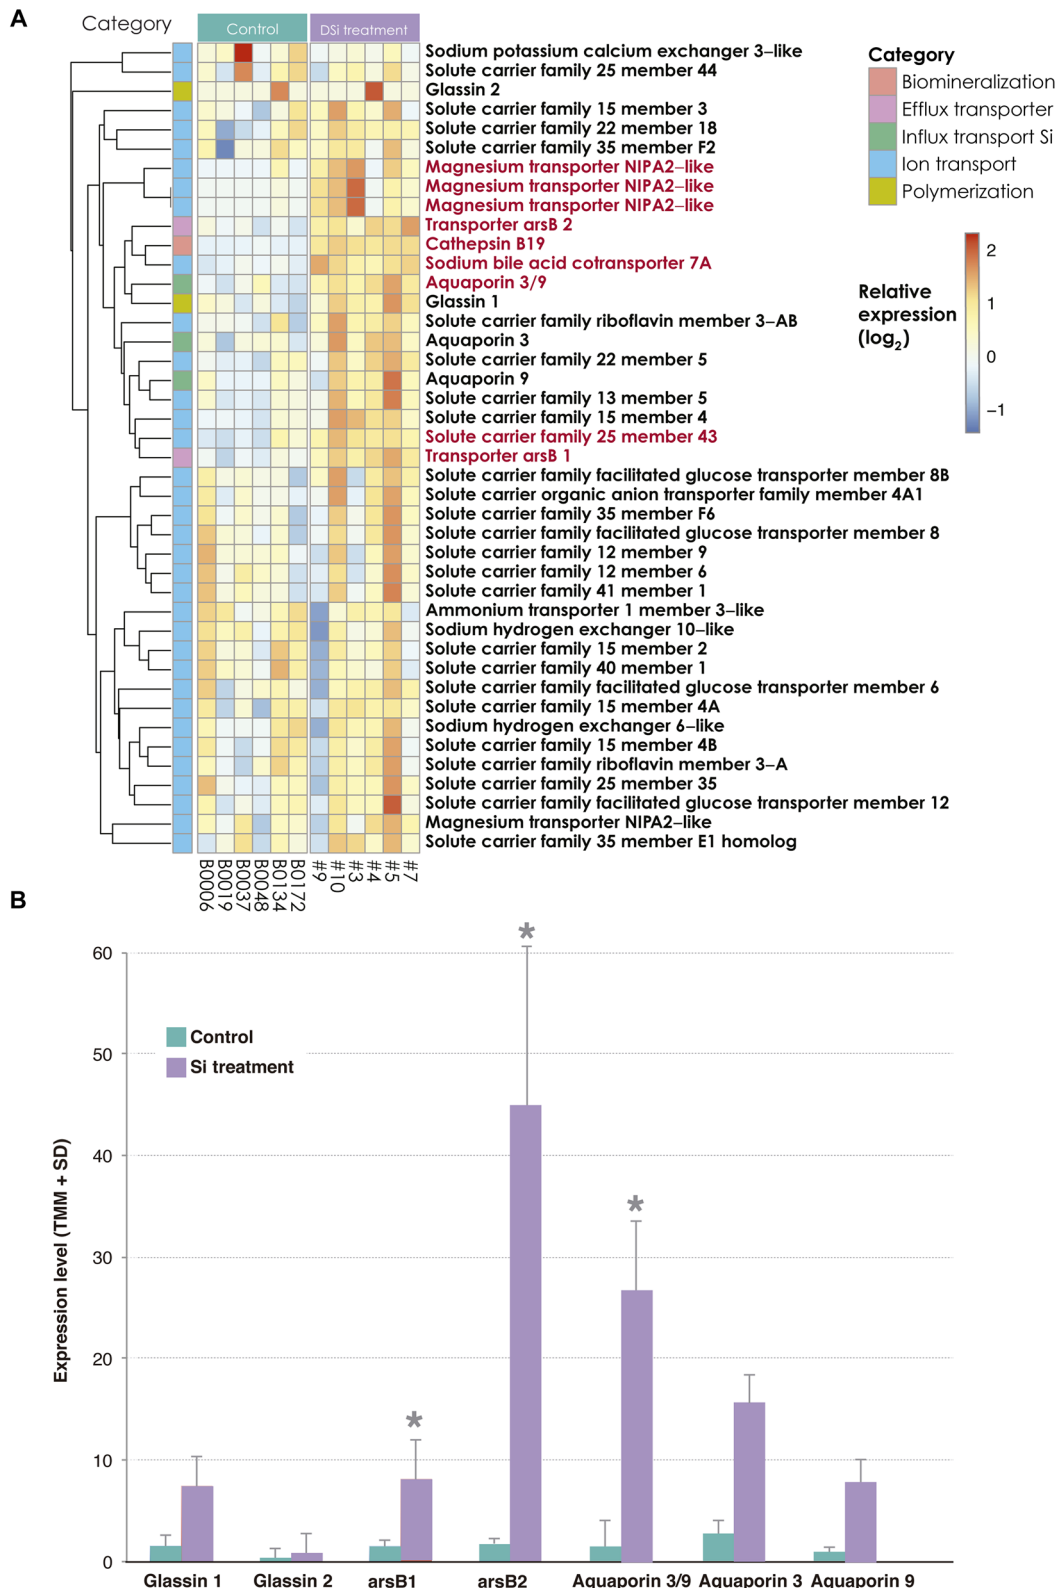 A
Category
Control
DSi treatment
Sodium potassium calcium exchanger 3–like
Solute carrier family 25 member 44
Glassin 2
Solute carrier family 15 member 3
Solute carrier family 22 member 18
Solute carrier family 35 member F2
Magnesium transporter NIPA2–like
Magnesium transporter NIPA2–like
Magnesium transporter NIPA2–like
Transporter arsB 2
Cathepsin B19
Sodium bile acid cotransporter 7A
Aquaporin 3/9
Glassin 1
Solute carrier family riboflavin member 3–AB
Aquaporin 3
Solute carrier family 22 member 5
Aquaporin 9
Solute carrier family 13 member 5
Solute carrier family 15 member 4
Solute carrier family 25 member 43
Transporter arsB 1
Solute carrier family facilitated glucose transporter member 8B
Solute carrier organic anion transporter family member 4A1
Solute carrier family 35 member F6
Solute carrier family facilitated glucose transporter member 8
Solute carrier family 12 member 9
Solute carrier family 12 member 6
Solute carrier family 41 member 1
Ammonium transporter 1 member 3–like
Sodium hydrogen exchanger 10–like
Solute carrier family 15 member 2
Solute carrier family 40 member 1
Solute carrier family facilitated glucose transporter member 6
Solute carrier family 15 member 4A
Sodium hydrogen exchanger 6–like
Solute carrier family 15 member 4B
Solute carrier family riboflavin member 3–A
Solute carrier family 25 member 35
Solute carrier family facilitated glucose transporter member 12
Magnesium transporter NIPA2–like
Solute carrier family 35 member E1 homolog
B0006
B0019
B0037
B0048
B0134
B0172
#9
#10
#3
#4
#5
#7
Category
Biomineralization
Efflux transporter
Influx transport Si
Ion transport
Polymerization
Relative
expression
(log2)
2
1
0
−1
B
Expression level (TMM + SD)
60
50
40
30
20
10
0
Control
Si treatment
*
*
*
Glassin 1
Glassin 2
arsB1
arsB2
Aquaporin 3/9
Aquaporin 3
Aquaporin 9